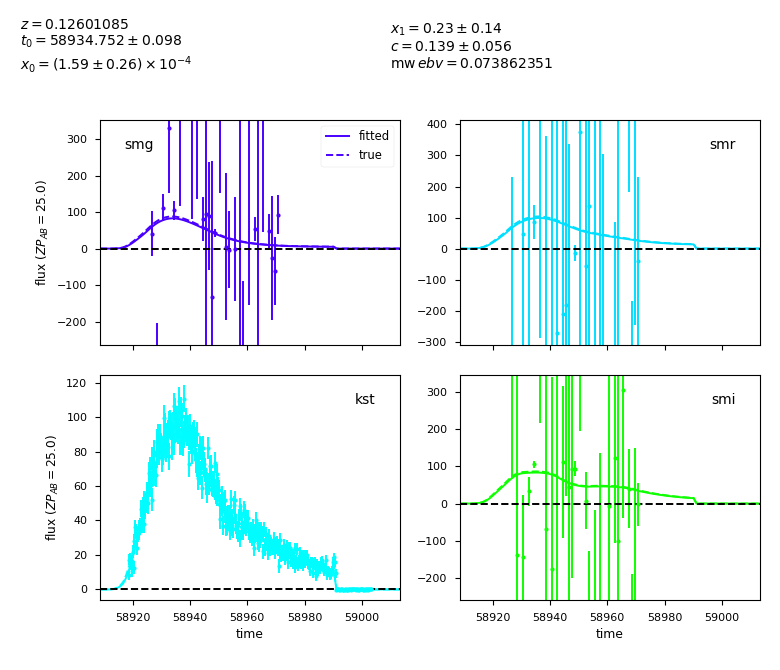 z = 0.12601085
t₀ = 58934.752 ± 0.098
x₀ = (1.59 ± 0.26) × 10⁻⁴
x₁ = 0.23 ± 0.14
c = 0.139 ± 0.056
mw ebv = 0.073862351
smg
fitted
true
300
200
100
0
−100
−200
flux (ZP_AB = 25.0)
smr
400
300
200
100
0
−100
−200
−300
kst
120
100
80
60
40
20
0
flux (ZP_AB = 25.0)
58920 58940 58960 58980 59000
time
smi
300
200
100
0
−100
−200
58920 58940 58960 58980 59000
time